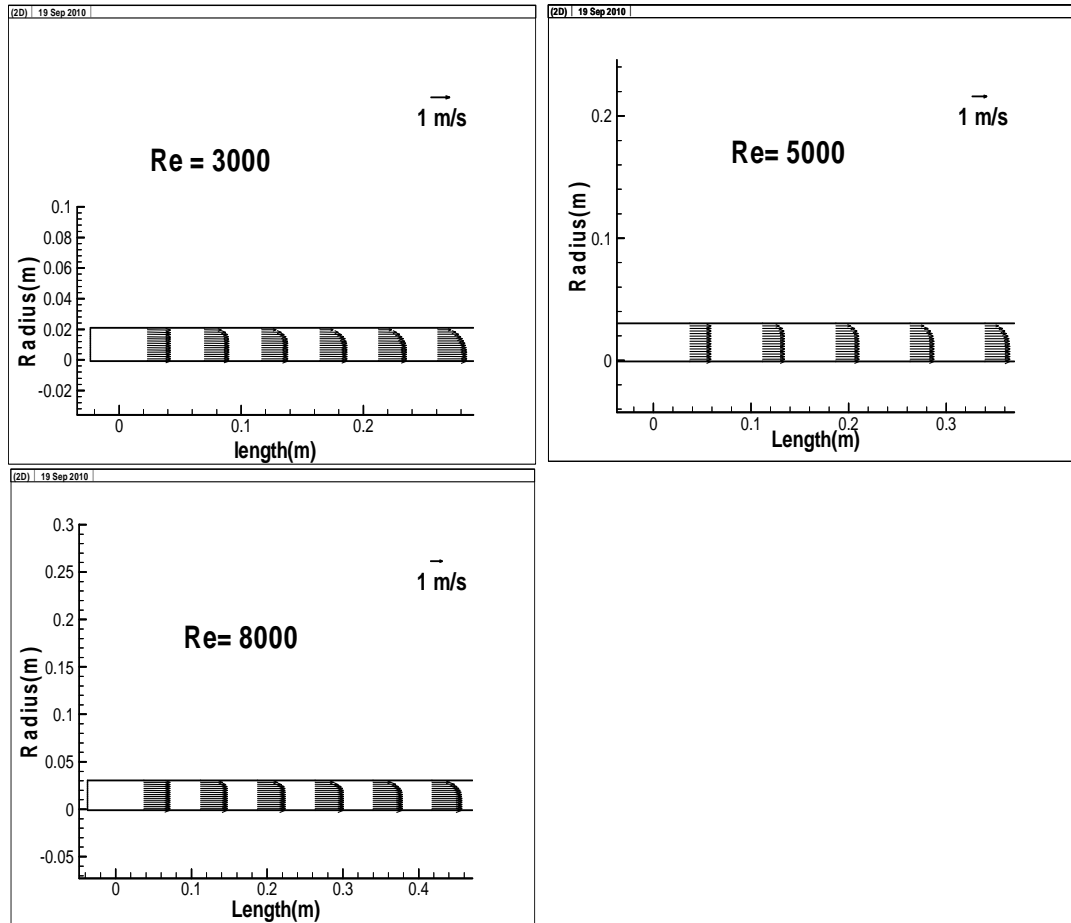 (2D) 19 Sep 2010
1 m/s
Re = 3000
0.1
0.08
0.06
0.04
0.02
0
-0.02
Radius(m)
0 0.1 0.2
length(m)
(2D) 19 Sep 2010
1 m/s
Re= 5000
0.2
0.1
0
Radius(m)
0 0.1 0.2 0.3
Length(m)
(2D) 19 Sep 2010
1 m/s
Re= 8000
0.3
0.25
0.2
0.15
0.1
0.05
0
-0.05
Radius(m)
0 0.1 0.2 0.3 0.4
Length(m)